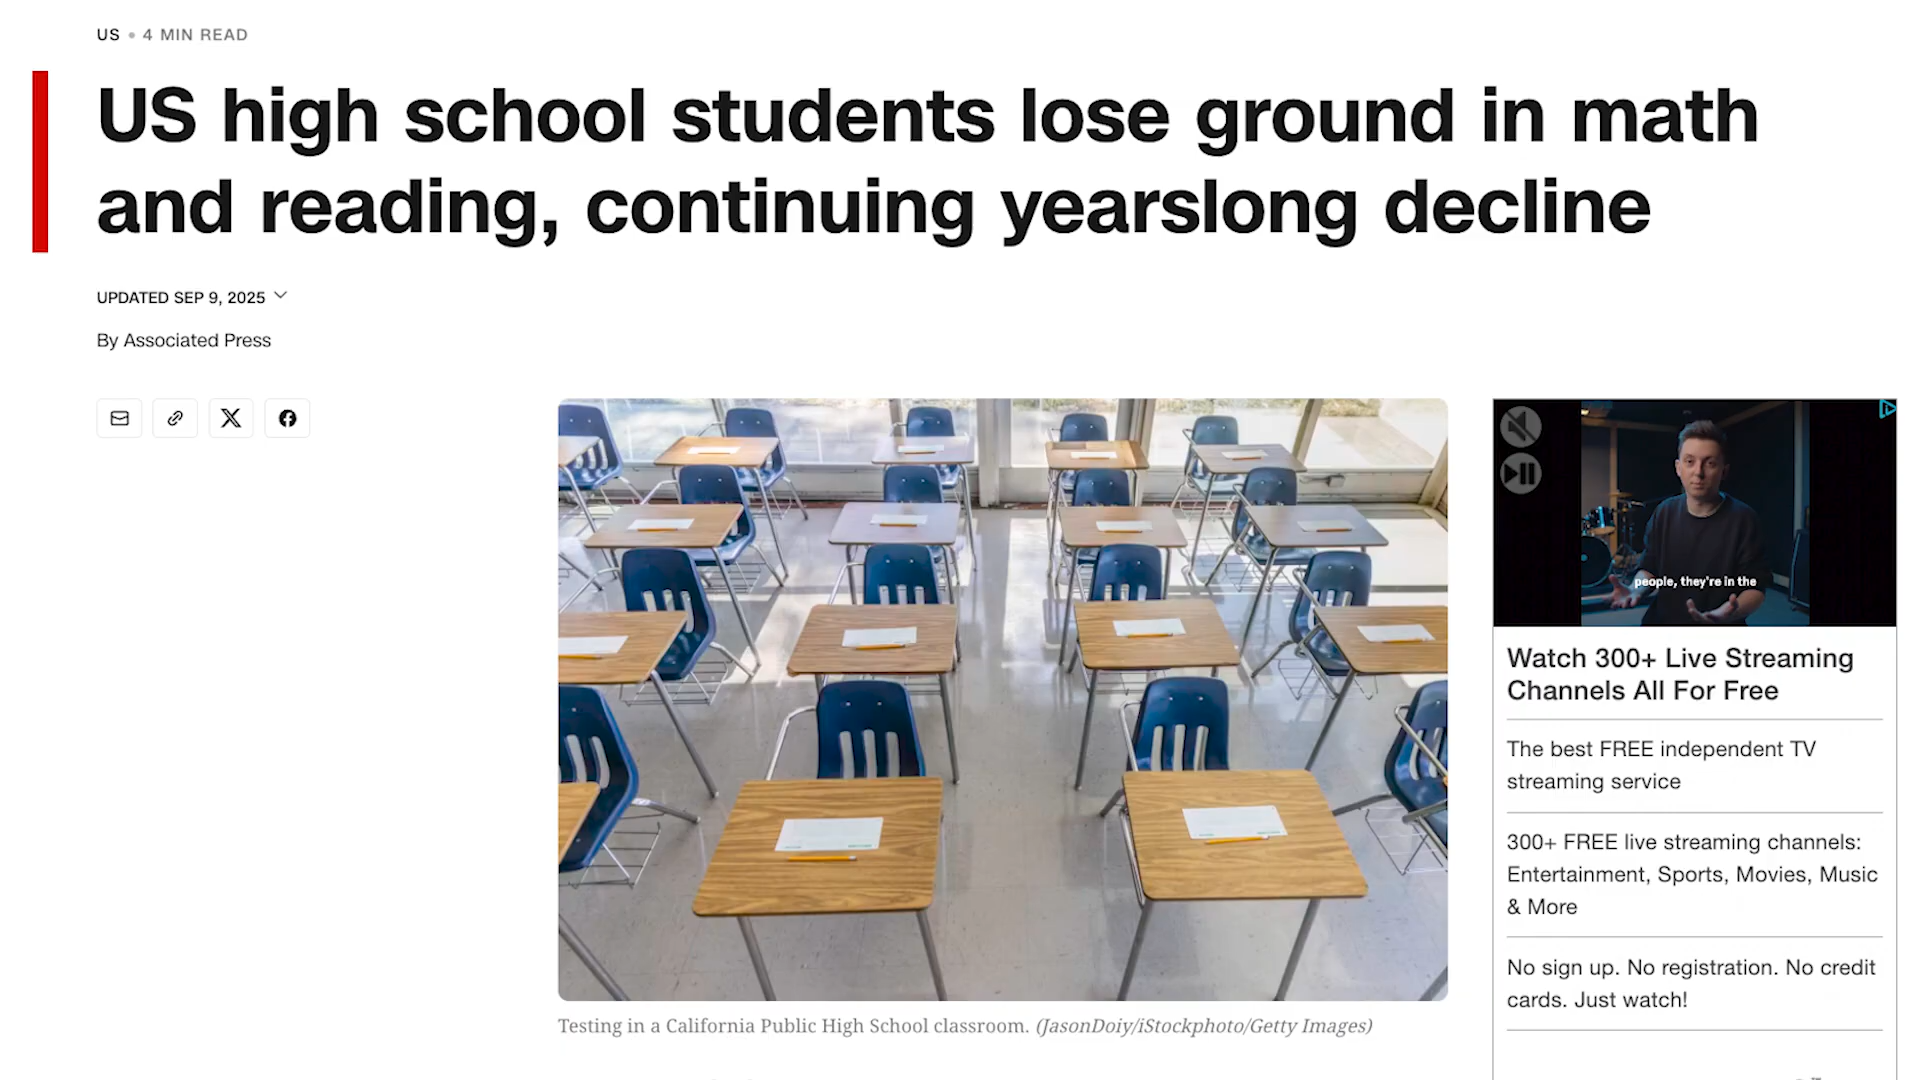 US • 4 MIN READ
US high school students lose ground in math
and reading, continuing yearslong decline
UPDATED SEP 9, 2025
By Associated Press
people, they're in the
Watch 300+ Live Streaming
Channels All For Free
The best FREE independent TV
streaming service
300+ FREE live streaming channels:
Entertainment, Sports, Movies, Music
& More
No sign up. No registration. No credit
cards. Just watch!
Testing in a California Public High School classroom. (JasonDoiy/iStockphoto/Getty Images)